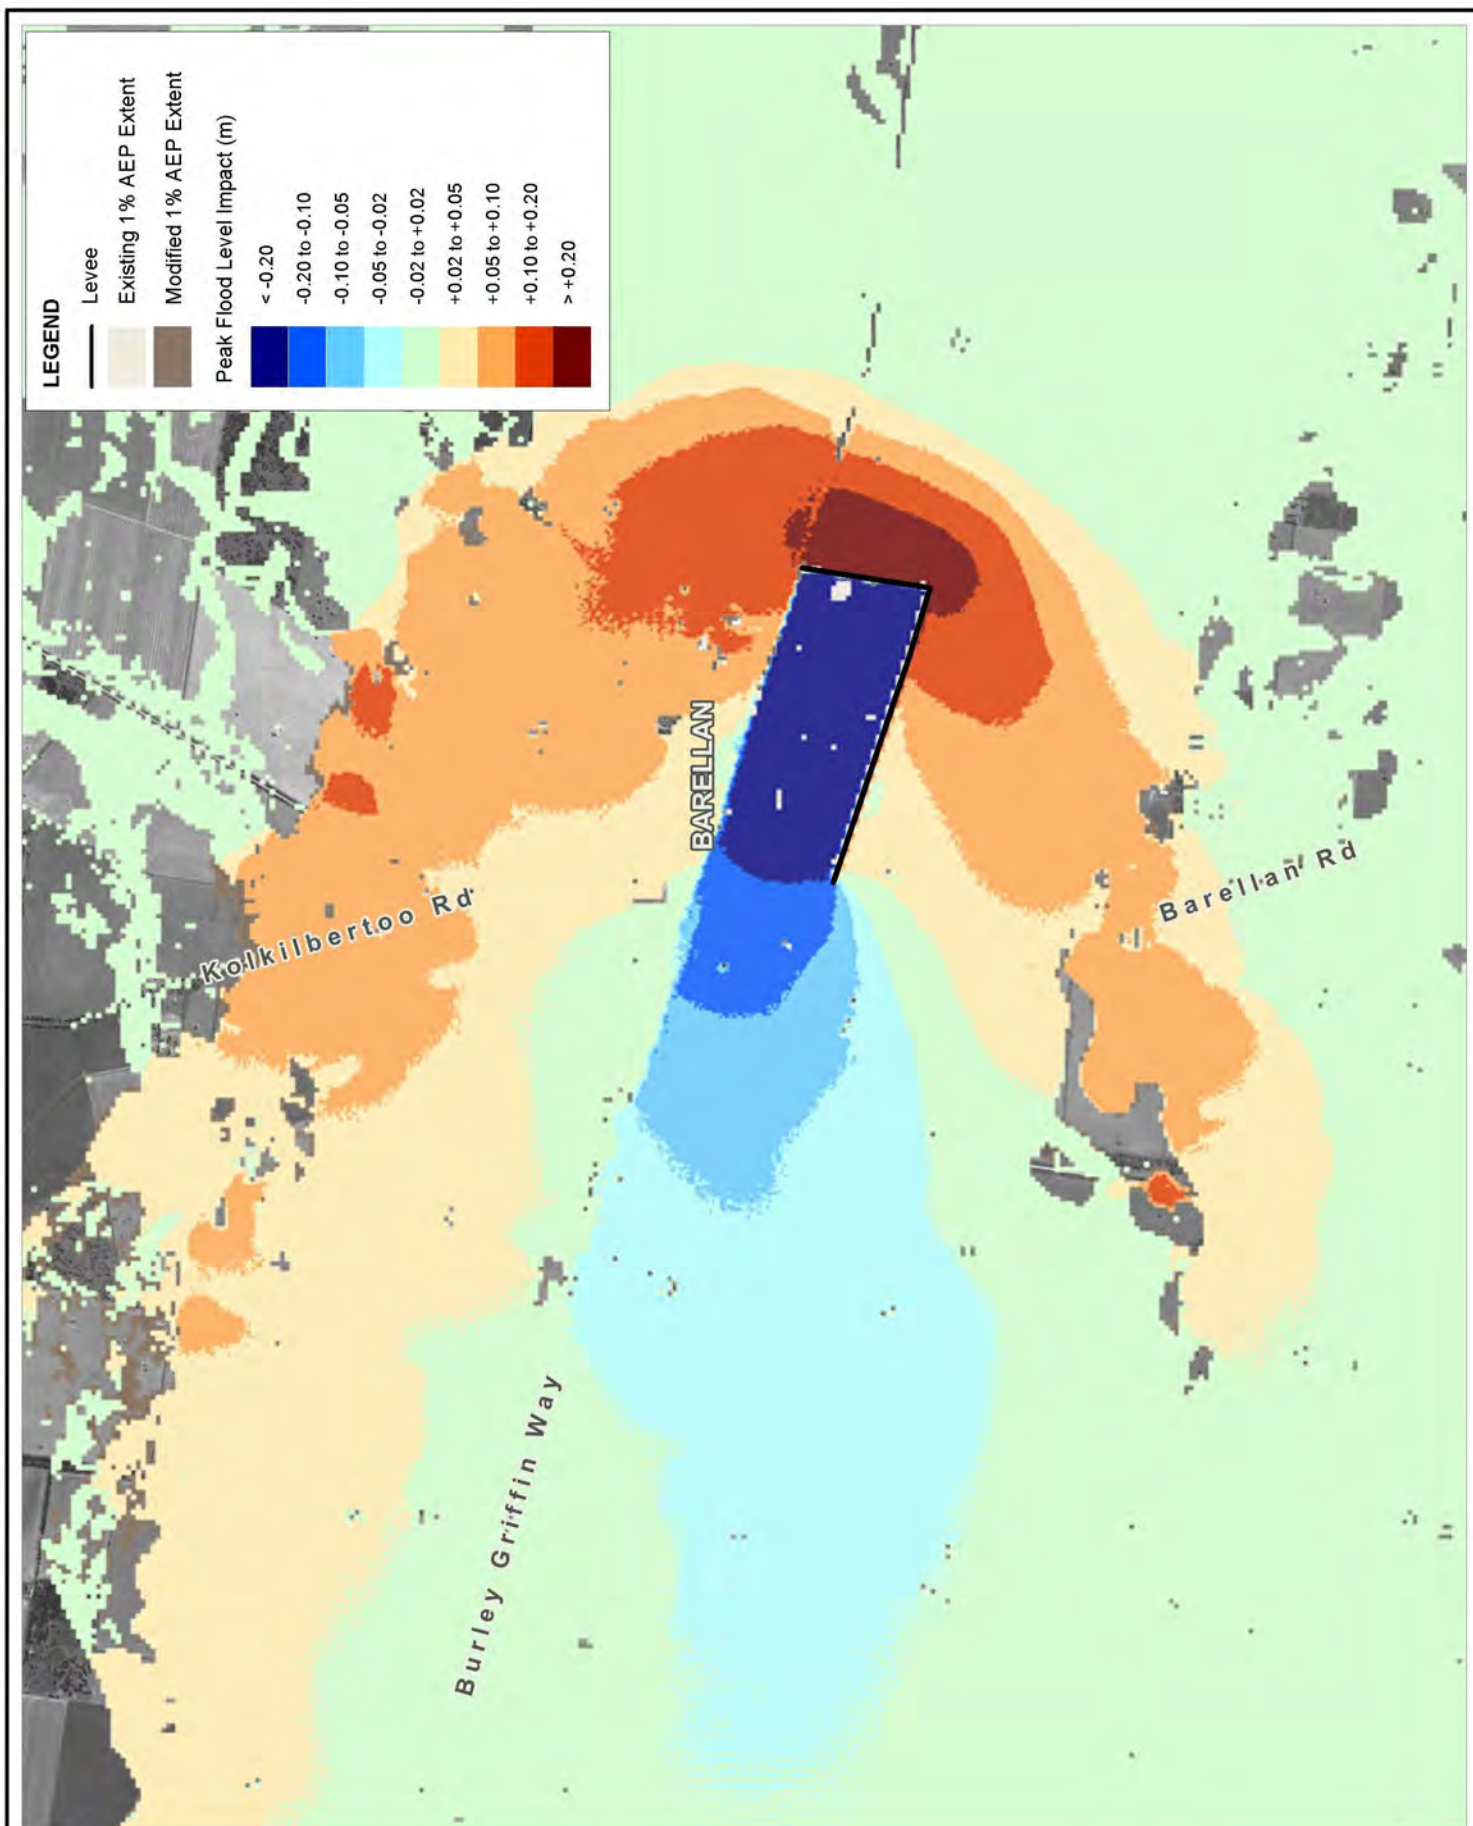 LEGEND
Levee
Existing 1% AEP Extent
Modified 1% AEP Extent
Peak Flood Level Impact (m)
< -0.20
-0.20 to -0.10
-0.10 to -0.05
-0.05 to -0.02
-0.02 to +0.02
+0.02 to +0.05
+0.05 to +0.10
+0.10 to +0.20
> +0.20
Kolkilbertoo Rd
BARELLAN
Barellan Rd
Burley Griffin Way